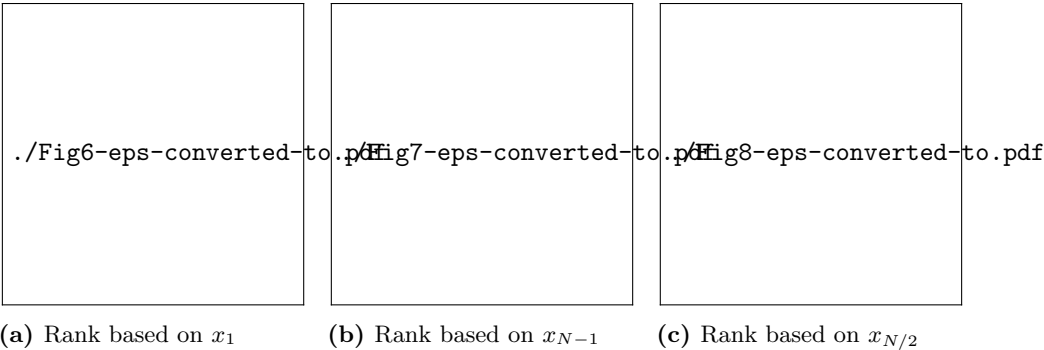 ./Fig6-eps-converted-to.pdf ./Fig7-eps-converted-to.pdf ./Fig8-eps-converted-to.pdf
(a) Rank based on x_1 (b) Rank based on x_{N−1} (c) Rank based on x_{N/2}